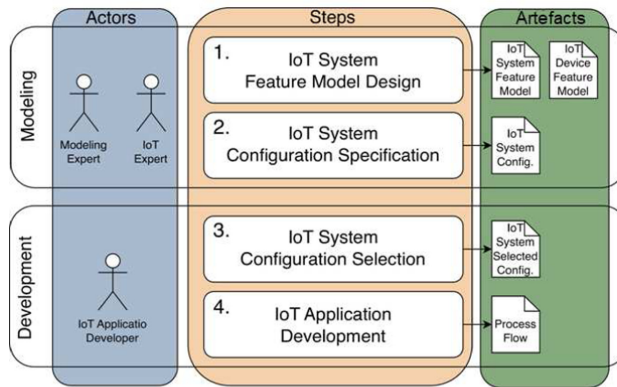 Actors
Steps
Artefacts
Modeling
Modeling
Expert
IoT
Expert
1. IoT System
Feature Model Design
IoT
System
Feature
Model
IoT
Device
Feature
Model
2. IoT System
Configuration Specification
IoT
System
Config.
Development
IoT Applicatio
Developer
3. IoT System
Configuration Selection
IoT
System
Selected
Config.
4. IoT Application
Development
Process
Flow